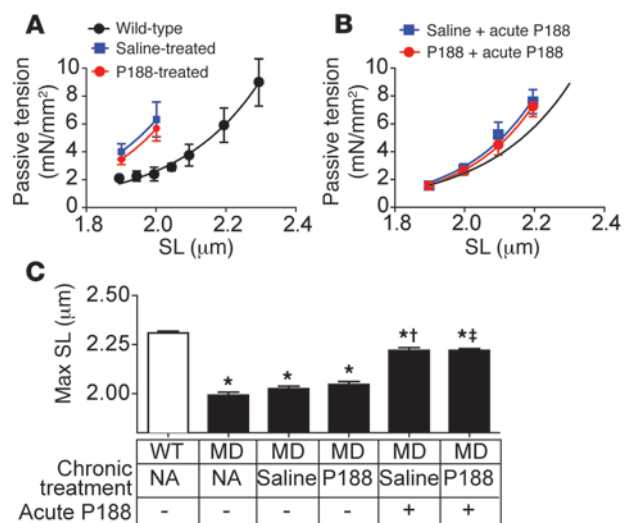 A
Wild-type
Saline-treated
P188-treated
Passive tension
(mN/mm²)
10
8
6
4
2
0
1.8 2.0 2.2 2.4
SL (μm)
B
Saline + acute P188
P188 + acute P188
Passive tension
(mN/mm²)
10
8
6
4
2
0
1.8 2.0 2.2 2.4
SL (μm)
C
Max SL (μm)
2.50
2.25
2.00
* * * *† *‡
WT MD MD MD MD MD
Chronic
treatment
NA NA Saline P188 Saline P188
Acute P188 - - - - + +